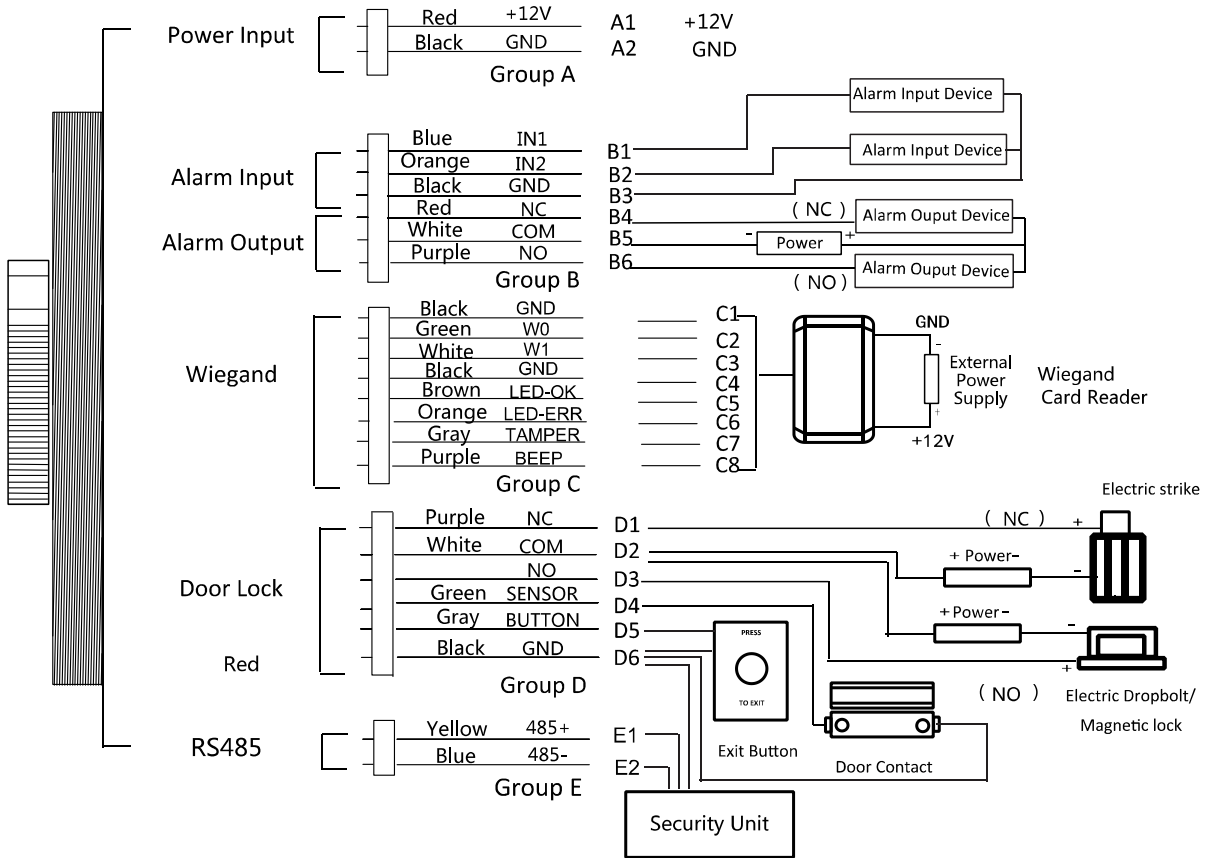 Power Input
Red +12V A1 +12V
Black GND A2 GND
Group A
Alarm Input
Alarm Output
Blue IN1 B1
Orange IN2 B2
Black GND B3
Red NC B4
White COM B5
Purple NO B6
Group B
Alarm Input Device
Alarm Input Device
( NC ) Alarm Ouput Device
- Power +
( NO ) Alarm Ouput Device
Wiegand
Black GND C1
Green W0 C2
White W1 C3
Black GND C4
Brown LED-OK C5
Orange LED-ERR C6
Gray TAMPER C7
Purple BEEP C8
Group C
GND
-
External
Power
Supply
+
+12V
Wiegand
Card Reader
Door Lock
Red
Purple NC D1
White COM D2
NO D3
Green SENSOR D4
Gray BUTTON D5
Black GND D6
Group D
Electric strike
( NC ) +
+ Power- -
+ Power- -
+
( NO )
Electric Dropbolt/
Magnetic lock
PRESS
TO EXIT
Exit Button
Door Contact
RS485
Yellow 485+ E1
Blue 485- E2
Group E
Security Unit